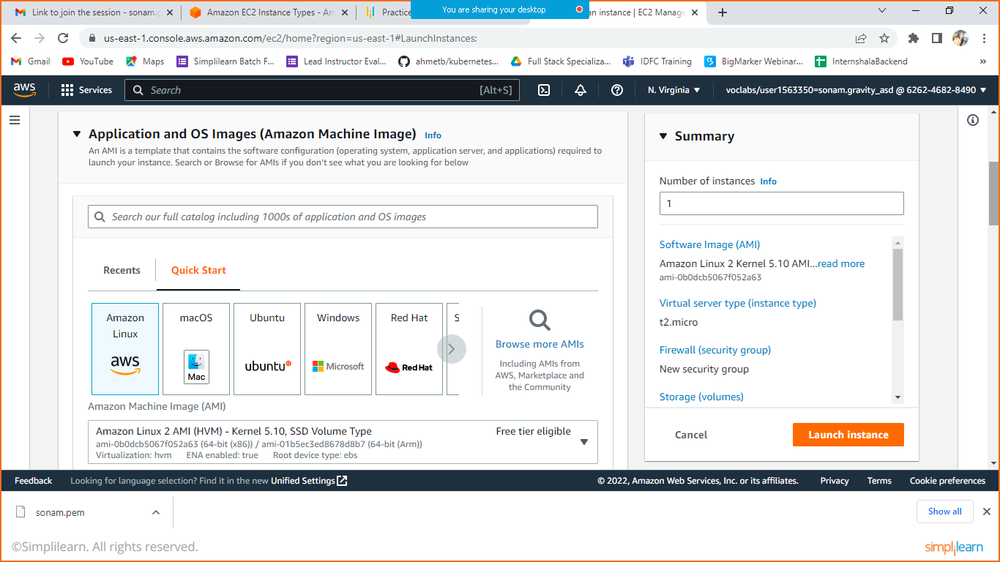 Link to join the session - sonam.g
Amazon EC2 Instance Types - Am
Practice
You are sharing your desktop
an instance | EC2 Manage
us-east-1.console.aws.amazon.com/ec2/home?region=us-east-1#LaunchInstances:
Gmail
YouTube
Maps
Simplilearn Batch F...
Lead Instructor Eval...
ahmetb/kubernetes...
Full Stack Specializa...
IDFC Training
BigMarker Webinar...
InternshalaBackend
»
aws
Services
Search
[Alt+S]
N. Virginia
voclabs/user1563350=sonam.gravity_asd @ 6262-4682-8490
Application and OS Images (Amazon Machine Image) Info
An AMI is a template that contains the software configuration (operating system, application server, and applications) required to
launch your instance. Search or Browse for AMIs if you don't see what you are looking for below
Search our full catalog including 1000s of application and OS images
Recents
Quick Start
Amazon
Linux
aws
macOS
Mac
Ubuntu
ubuntu
Windows
Microsoft
Red Hat
Red Hat
S
Browse more AMIs
Including AMIs from
AWS, Marketplace and
the Community
Amazon Machine Image (AMI)
Amazon Linux 2 AMI (HVM) - Kernel 5.10, SSD Volume Type
Free tier eligible
ami-0b0dcb5067f052a63 (64-bit (x86)) / ami-01b5ec3ed8678d8b7 (64-bit (Arm))
Virtualization: hvm ENA enabled: true Root device type: ebs
Summary
Number of instances Info
1
Software Image (AMI)
Amazon Linux 2 Kernel 5.10 AMI...read more
ami-0b0dcb5067f052a63
Virtual server type (instance type)
t2.micro
Firewall (security group)
New security group
Storage (volumes)
Cancel
Launch instance
Feedback
Looking for language selection? Find it in the new Unified Settings
© 2022, Amazon Web Services, Inc. or its affiliates.
Privacy
Terms
Cookie preferences
sonam.pem
Show all
©Simplilearn. All rights reserved.
simplilearn